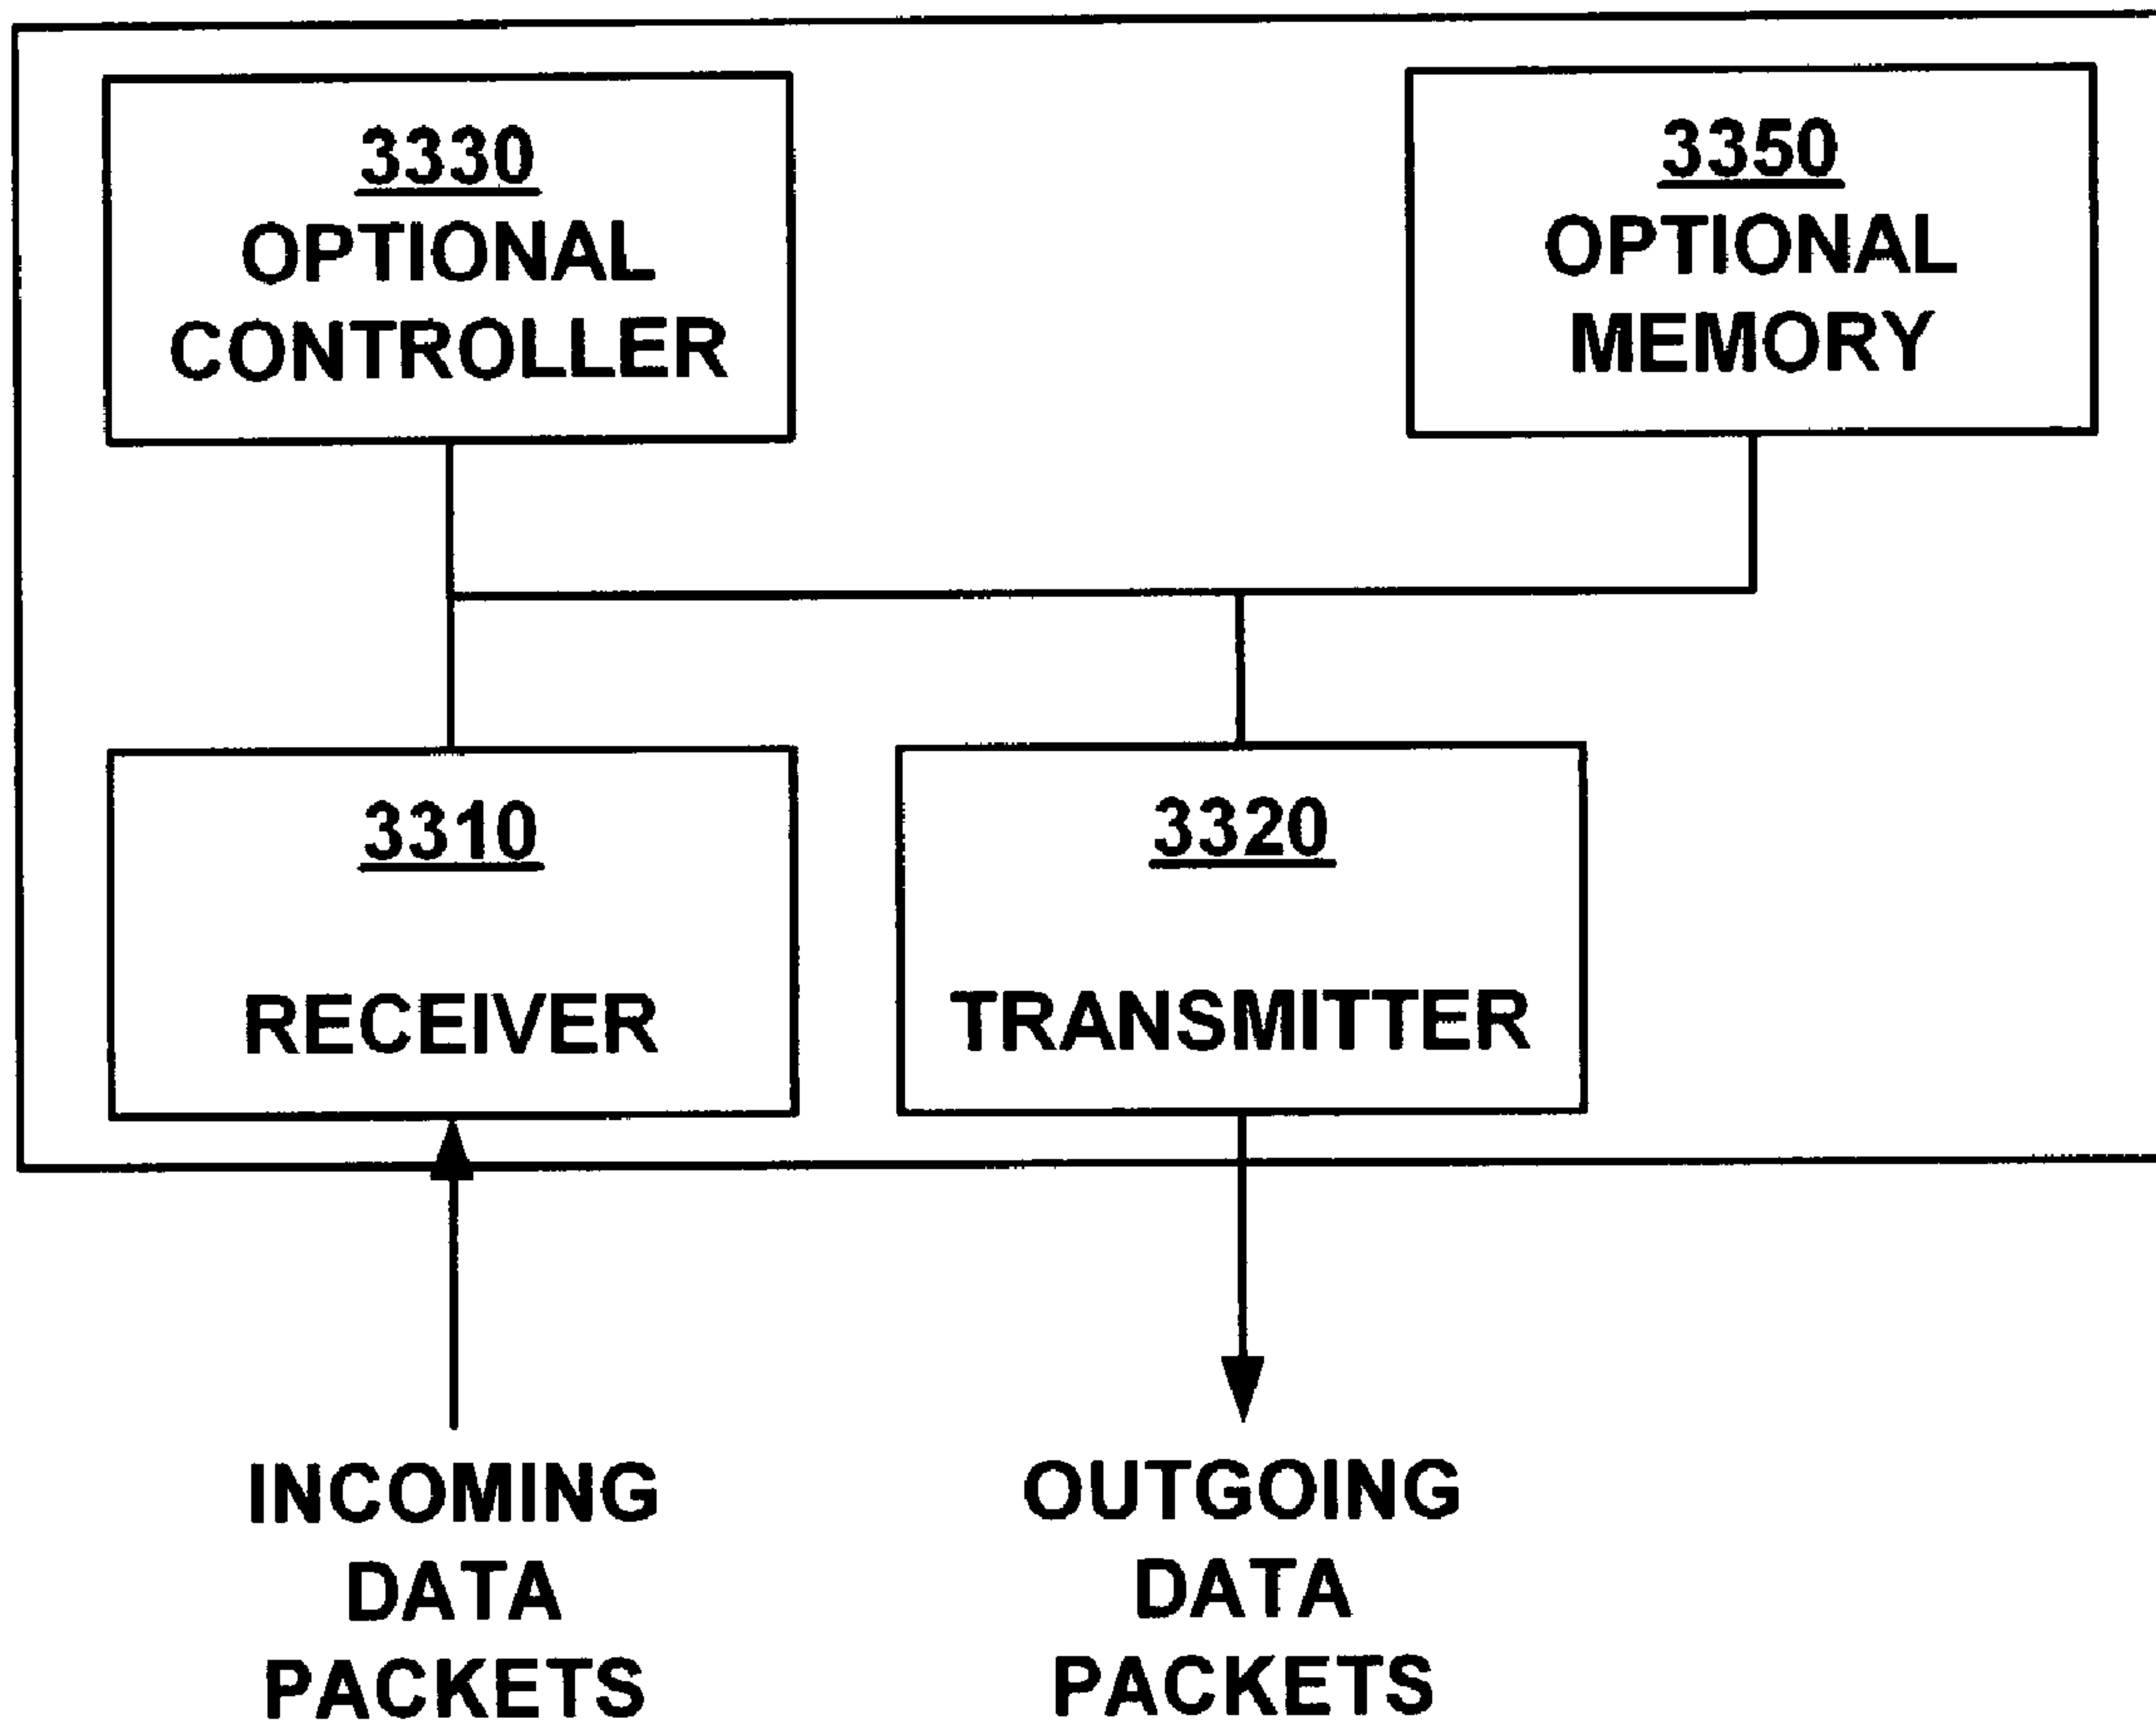 3330
OPTIONAL
CONTROLLER
3350
OPTIONAL
MEMORY
3310
RECEIVER
3320
TRANSMITTER
INCOMING
DATA
PACKETS
OUTGOING
DATA
PACKETS